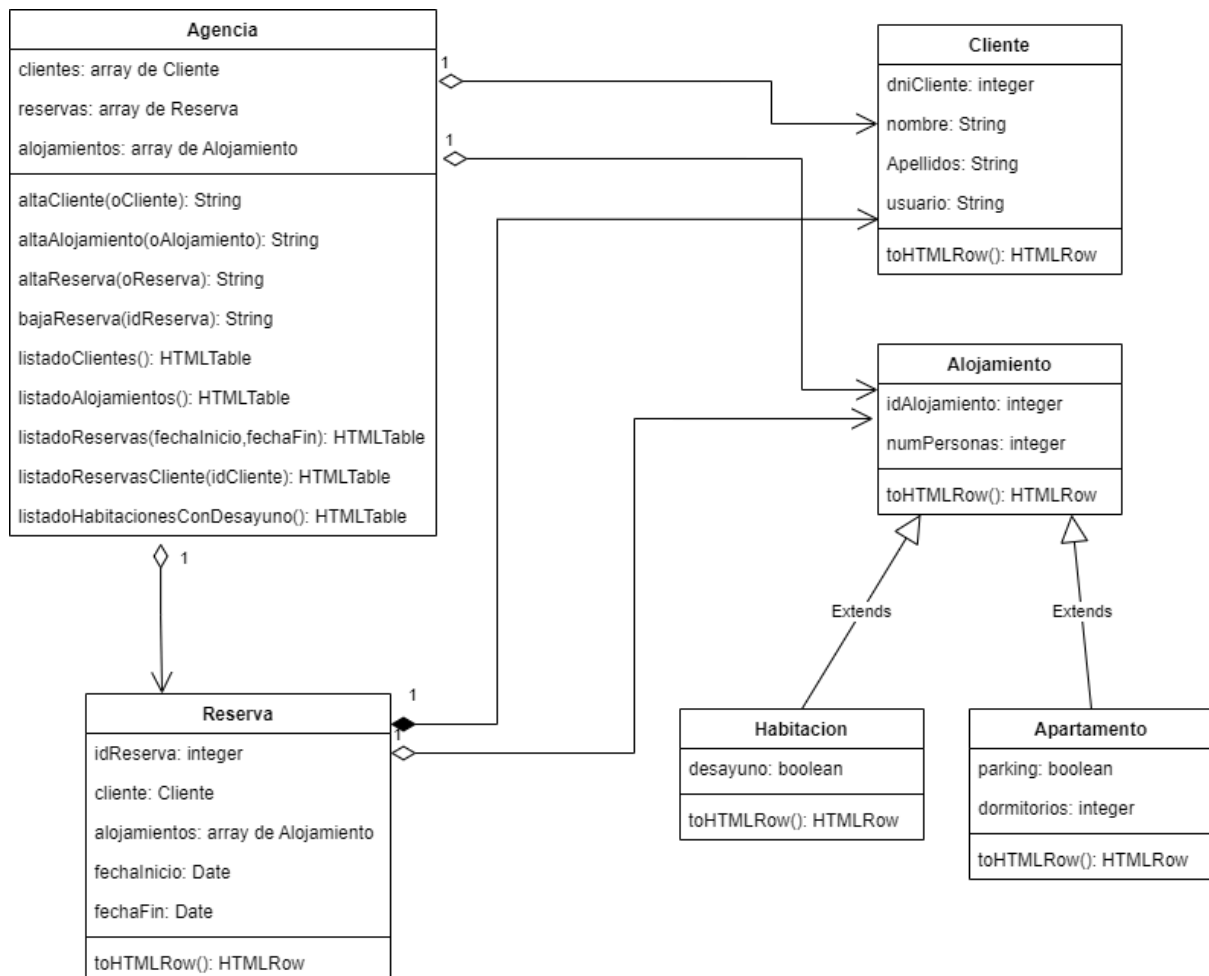 Agencia
clientes: array de Cliente
reservas: array de Reserva
alojamientos: array de Alojamiento
altaCliente(oCliente): String
altaAlojamiento(oAlojamiento): String
altaReserva(oReserva): String
bajaReserva(idReserva): String
listadoClientes(): HTMLTable
listadoAlojamientos(): HTMLTable
listadoReservas(fechaInicio,fechaFin): HTMLTable
listadoReservasCliente(idCliente): HTMLTable
listadoHabitacionesConDesayuno(): HTMLTable
1
1
1
Cliente
dniCliente: integer
nombre: String
Apellidos: String
usuario: String
toHTMLRow(): HTMLRow
Alojamiento
idAlojamiento: integer
numPersonas: integer
toHTMLRow(): HTMLRow
Extends
Extends
Reserva
idReserva: integer
cliente: Cliente
alojamientos: array de Alojamiento
fechaInicio: Date
fechaFin: Date
toHTMLRow(): HTMLRow
1
1
Habitacion
desayuno: boolean
toHTMLRow(): HTMLRow
Apartamento
parking: boolean
dormitorios: integer
toHTMLRow(): HTMLRow